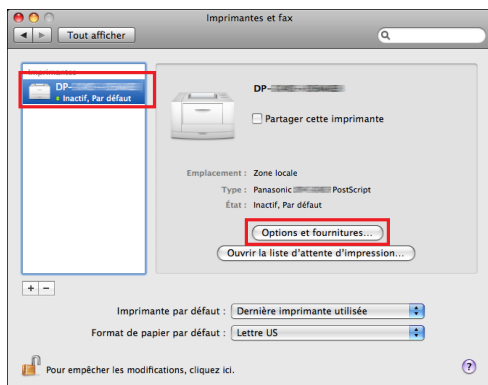 Imprimantes et fax
Tout afficher
Imprimantes
DP-
Inactif, Par défaut
DP-
Partager cette imprimante
Emplacement : Zone locale
Type : Panasonic PostScript
État : Inactif, Par défaut
Options et fournitures...
Ouvrir la liste d'attente d'impression...
+ −
Imprimante par défaut : Dernière imprimante utilisée
Format de papier par défaut : Lettre US
Pour empêcher les modifications, cliquez ici.
?